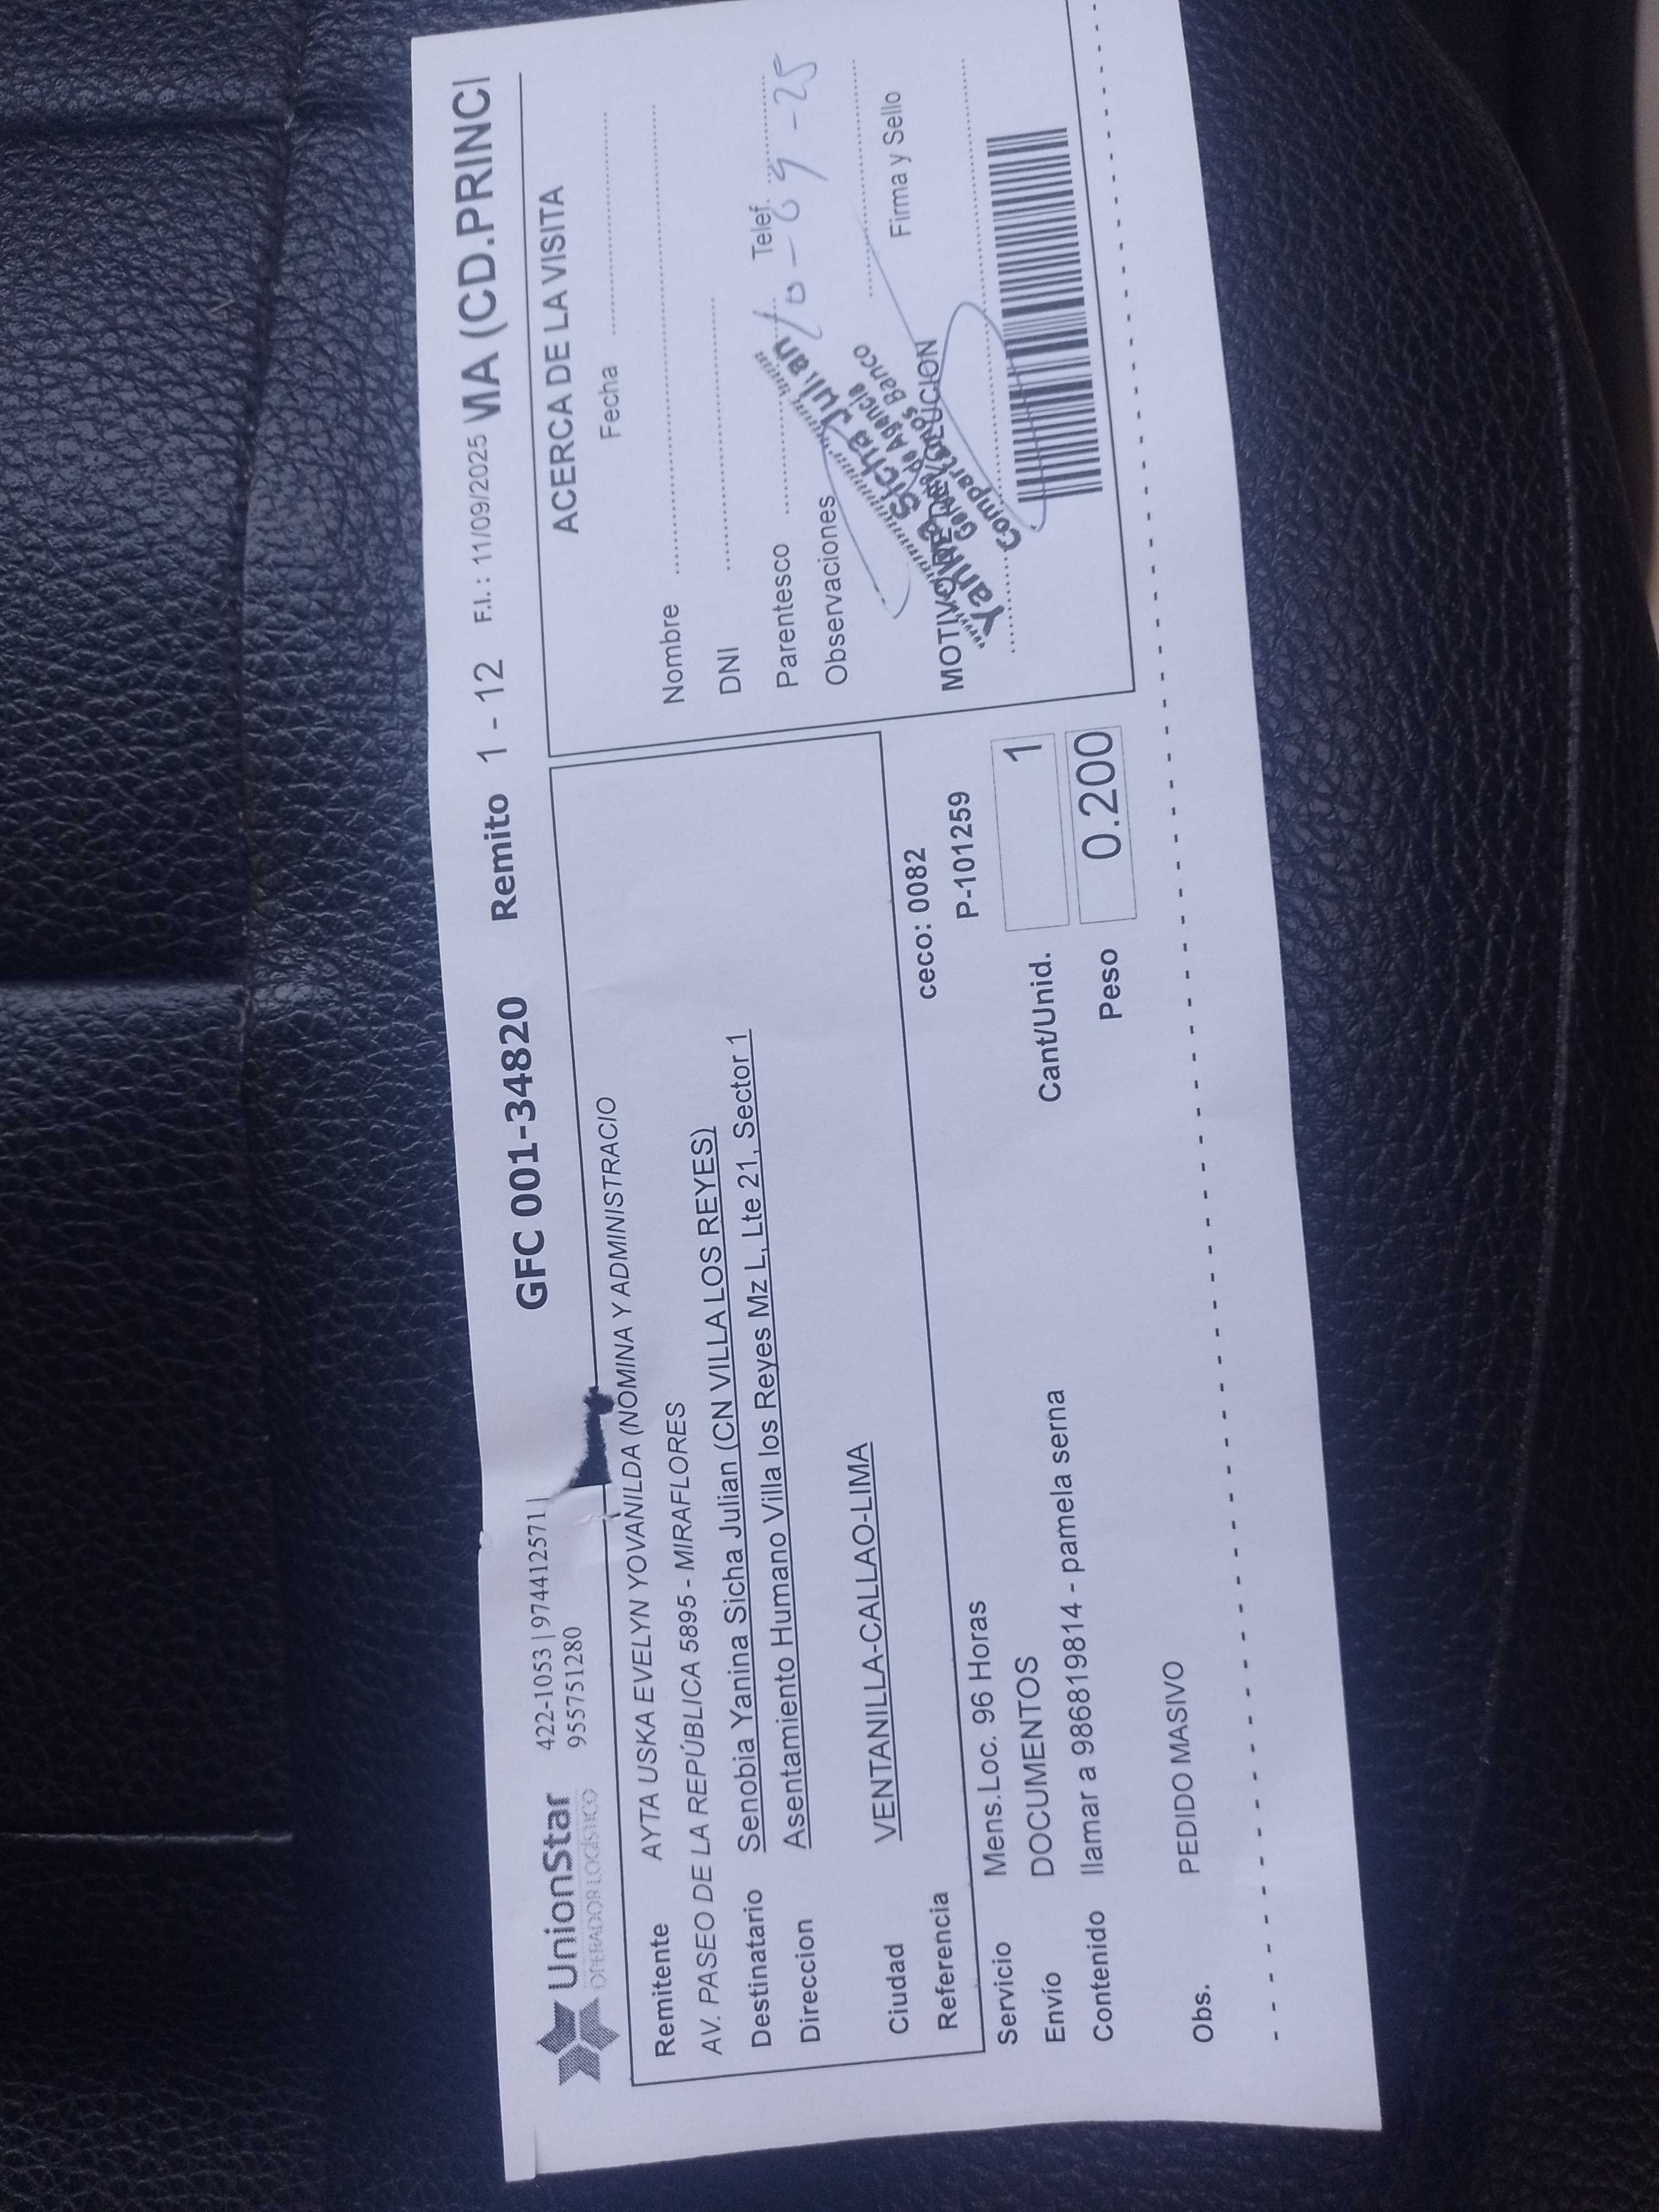 UnionStar
OPERADOR LOGÍSTICO
422-1053 | 974412571 |
955751280
GFC 001-34820 Remito 1 - 12 F.I.: 11/09/2025 MA (CD.PRINCI
Remitente AYTA USKA EVELYN YOVANILDA (NOMINA Y ADMINISTRACIO
AV. PASEO DE LA REPÚBLICA 5895 - MIRAFLORES
Destinatario Senobia Yanina Sicha Julian (CN VILLA LOS REYES)
Direccion Asentamiento Humano Villa los Reyes Mz L, Lte 21, Sector 1
Ciudad VENTANILLA-CALLAO-LIMA
Referencia
ceco: 0082
Servicio Mens.Loc. 96 Horas
P-101259
Envío DOCUMENTOS
Cant/Unid. 1
Contenido llamar a 986819814 - pamela serna
Peso 0.200
Obs. PEDIDO MASIVO
ACERCA DE LA VISITA
Fecha
Nombre
DNI
Parentesco Telef.
Observaciones
-09-25
Firma y Sello
MOTIVO DE DEVOLUCION
Yanina Sicha Julian
Gerente de Agencia
Compartamos Banco